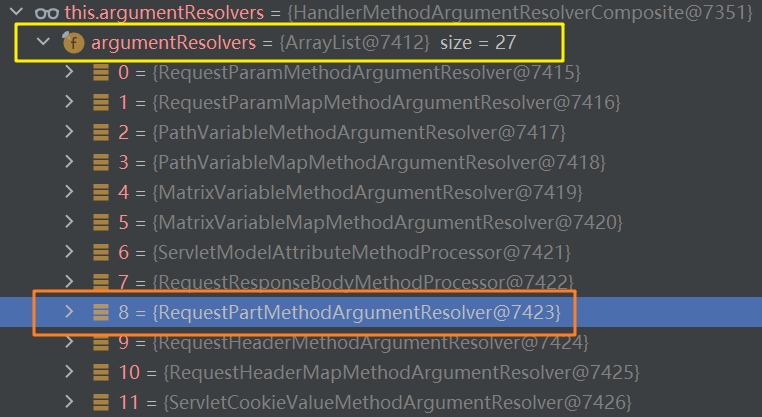 this.argumentResolvers = {HandlerMethodArgumentResolverComposite@7351}
f argumentResolvers = {ArrayList@7412} size = 27
0 = {RequestParamMethodArgumentResolver@7415}
1 = {RequestParamMapMethodArgumentResolver@7416}
2 = {PathVariableMethodArgumentResolver@7417}
3 = {PathVariableMapMethodArgumentResolver@7418}
4 = {MatrixVariableMethodArgumentResolver@7419}
5 = {MatrixVariableMapMethodArgumentResolver@7420}
6 = {ServletModelAttributeMethodProcessor@7421}
7 = {RequestResponseBodyMethodProcessor@7422}
8 = {RequestPartMethodArgumentResolver@7423}
9 = {RequestHeaderMethodArgumentResolver@7424}
10 = {RequestHeaderMapMethodArgumentResolver@7425}
11 = {ServletCookieValueMethodArgumentResolver@7426}